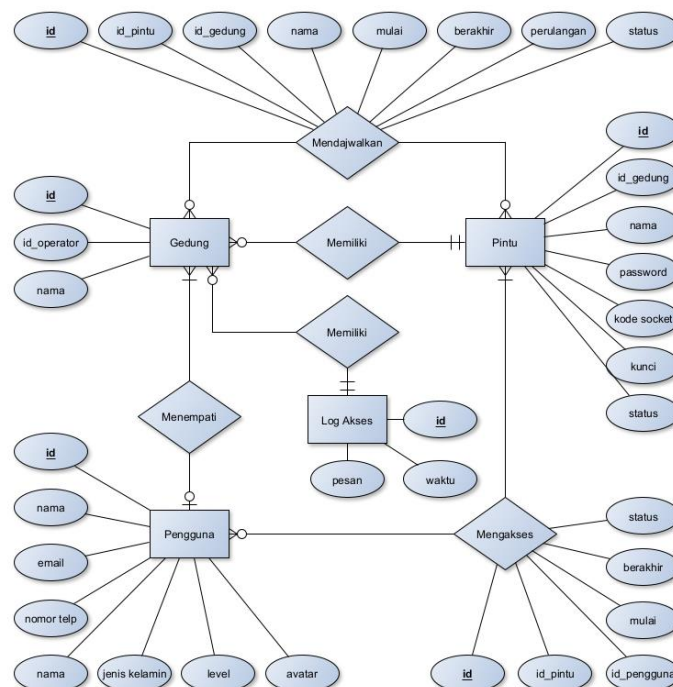 id
id_pintu
id_gedung
nama
mulai
berakhir
perulangan
status
Mendajwalkan
id
id_gedung
nama
password
kode socket
kunci
status
id
id_operator
nama
Gedung
Memiliki
Pintu
Memiliki
Menempati
Log Akses
id
pesan
waktu
id
nama
email
nomor telp
nama
jenis kelamin
level
avatar
Pengguna
Mengakses
status
berakhir
mulai
id_pengguna
id_pintu
id